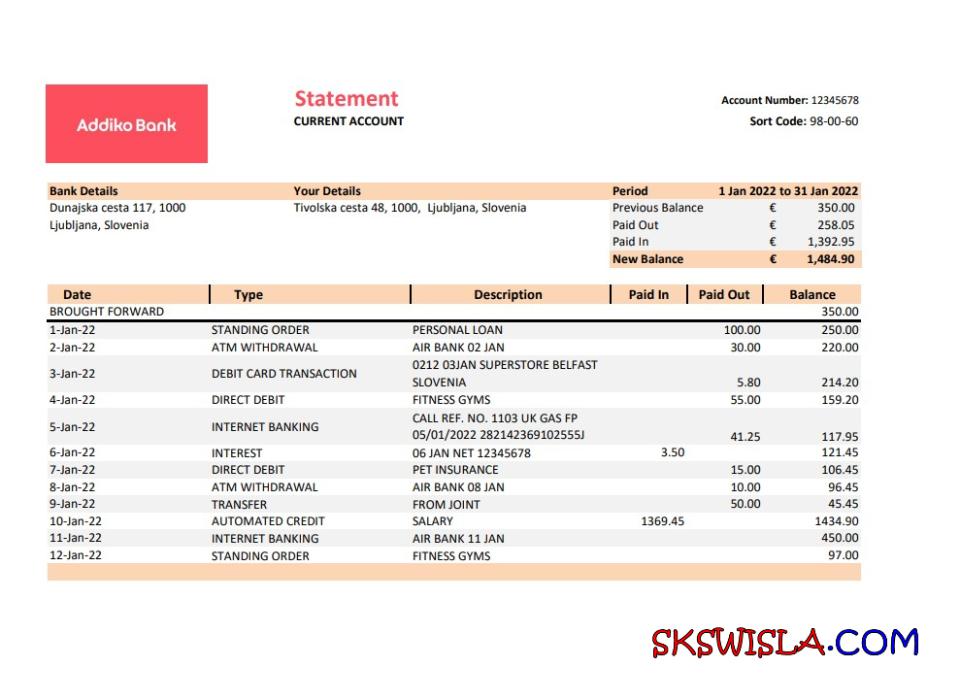 Addiko Bank
Statement
CURRENT ACCOUNT
Account Number: 12345678
Sort Code: 98-00-60
Bank Details Your Details Period 1 Jan 2022 to 31 Jan 2022
Dunajska cesta 117, 1000 Tivolska cesta 48, 1000, Ljubljana, Slovenia Previous Balance € 350.00
Ljubljana, Slovenia Paid Out € 258.05
Paid In € 1,392.95
New Balance € 1,484.90
Date Type Description Paid In Paid Out Balance
BROUGHT FORWARD 350.00
1-Jan-22 STANDING ORDER PERSONAL LOAN 100.00 250.00
2-Jan-22 ATM WITHDRAWAL AIR BANK 02 JAN 30.00 220.00
3-Jan-22 DEBIT CARD TRANSACTION 0212 03JAN SUPERSTORE BELFAST
SLOVENIA 5.80 214.20
4-Jan-22 DIRECT DEBIT FITNESS GYMS 55.00 159.20
5-Jan-22 INTERNET BANKING CALL REF. NO. 1103 UK GAS FP
05/01/2022 282142369102555J 41.25 117.95
6-Jan-22 INTEREST 06 JAN NET 12345678 3.50 121.45
7-Jan-22 DIRECT DEBIT PET INSURANCE 15.00 106.45
8-Jan-22 ATM WITHDRAWAL AIR BANK 08 JAN 10.00 96.45
9-Jan-22 TRANSFER FROM JOINT 50.00 45.45
10-Jan-22 AUTOMATED CREDIT SALARY 1369.45 1434.90
11-Jan-22 INTERNET BANKING AIR BANK 11 JAN 450.00
12-Jan-22 STANDING ORDER FITNESS GYMS 97.00
SKSWISLA.COM